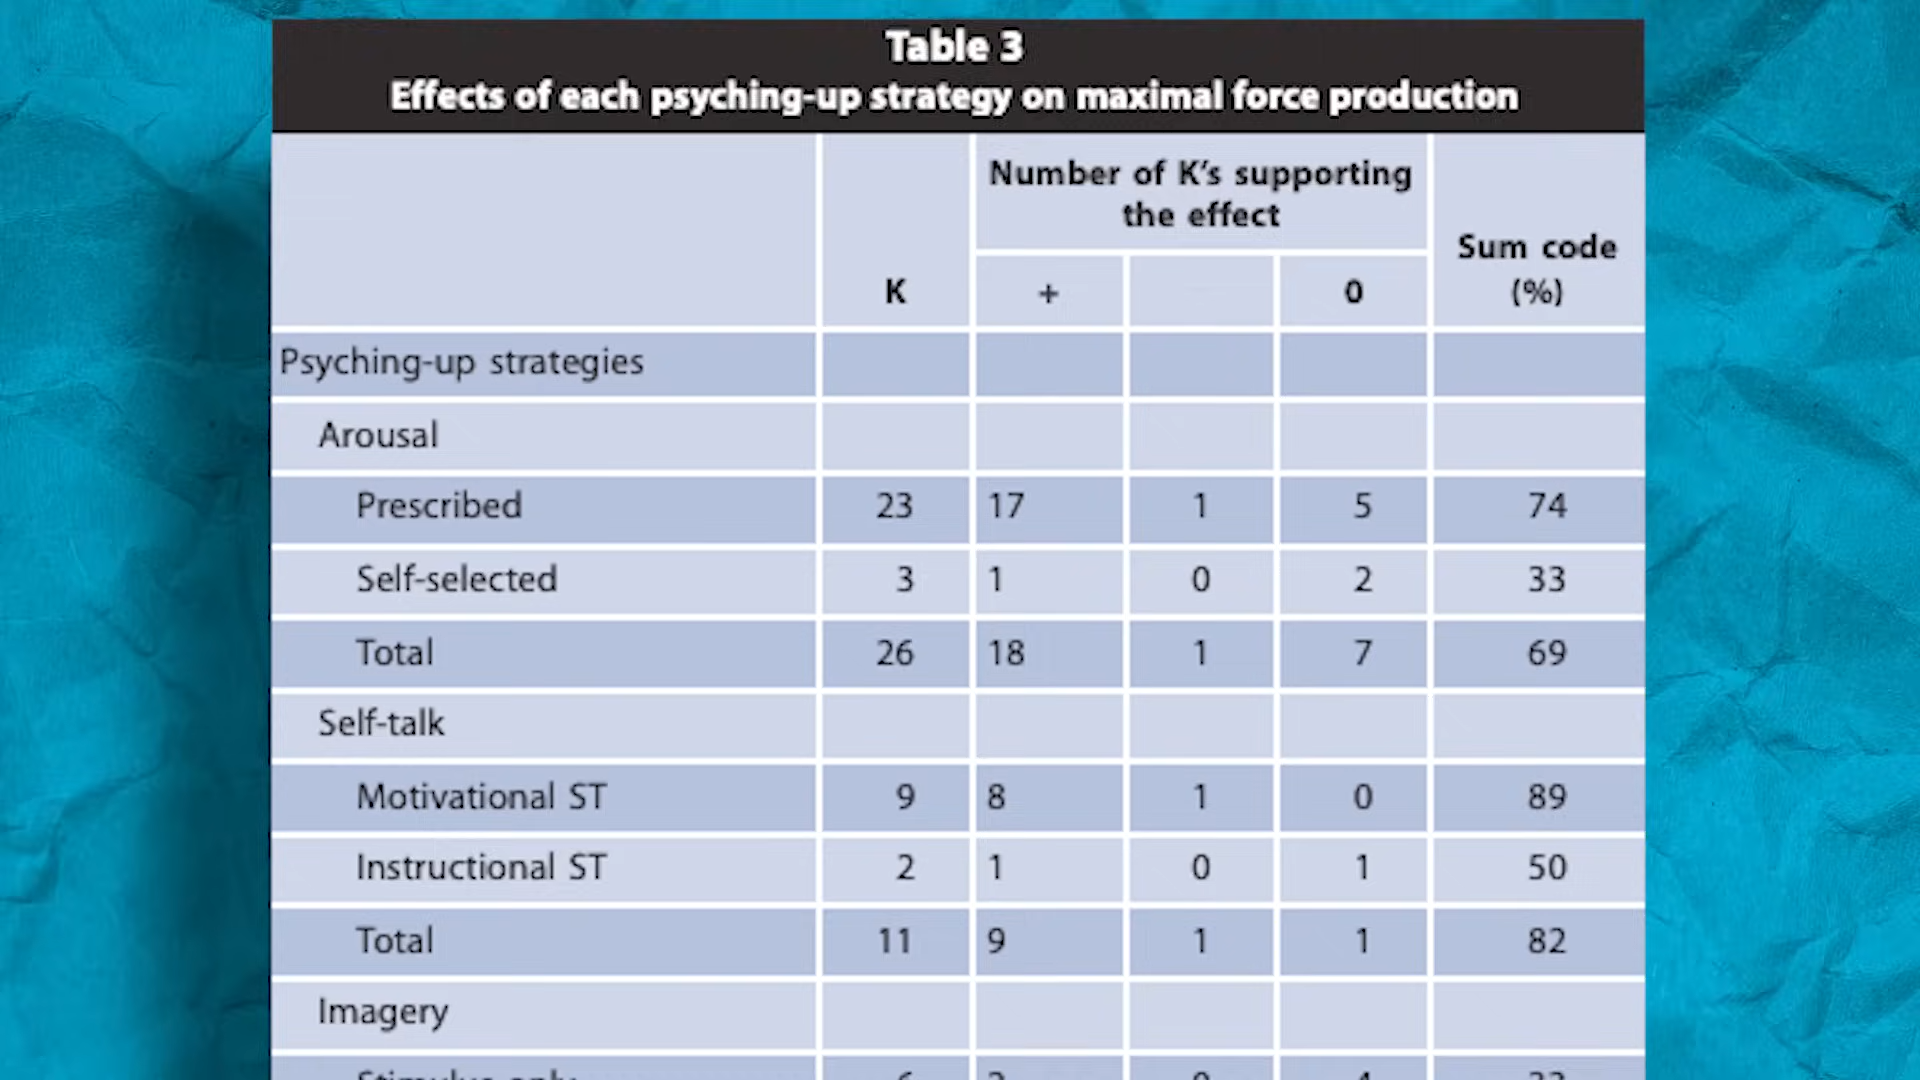 Table 3
Effects of each psyching-up strategy on maximal force production
Number of K's supporting
the effect
Sum code
K + 0 (%)
Psyching-up strategies
Arousal
Prescribed 23 17 1 5 74
Self-selected 3 1 0 2 33
Total 26 18 1 7 69
Self-talk
Motivational ST 9 8 1 0 89
Instructional ST 2 1 0 1 50
Total 11 9 1 1 82
Imagery